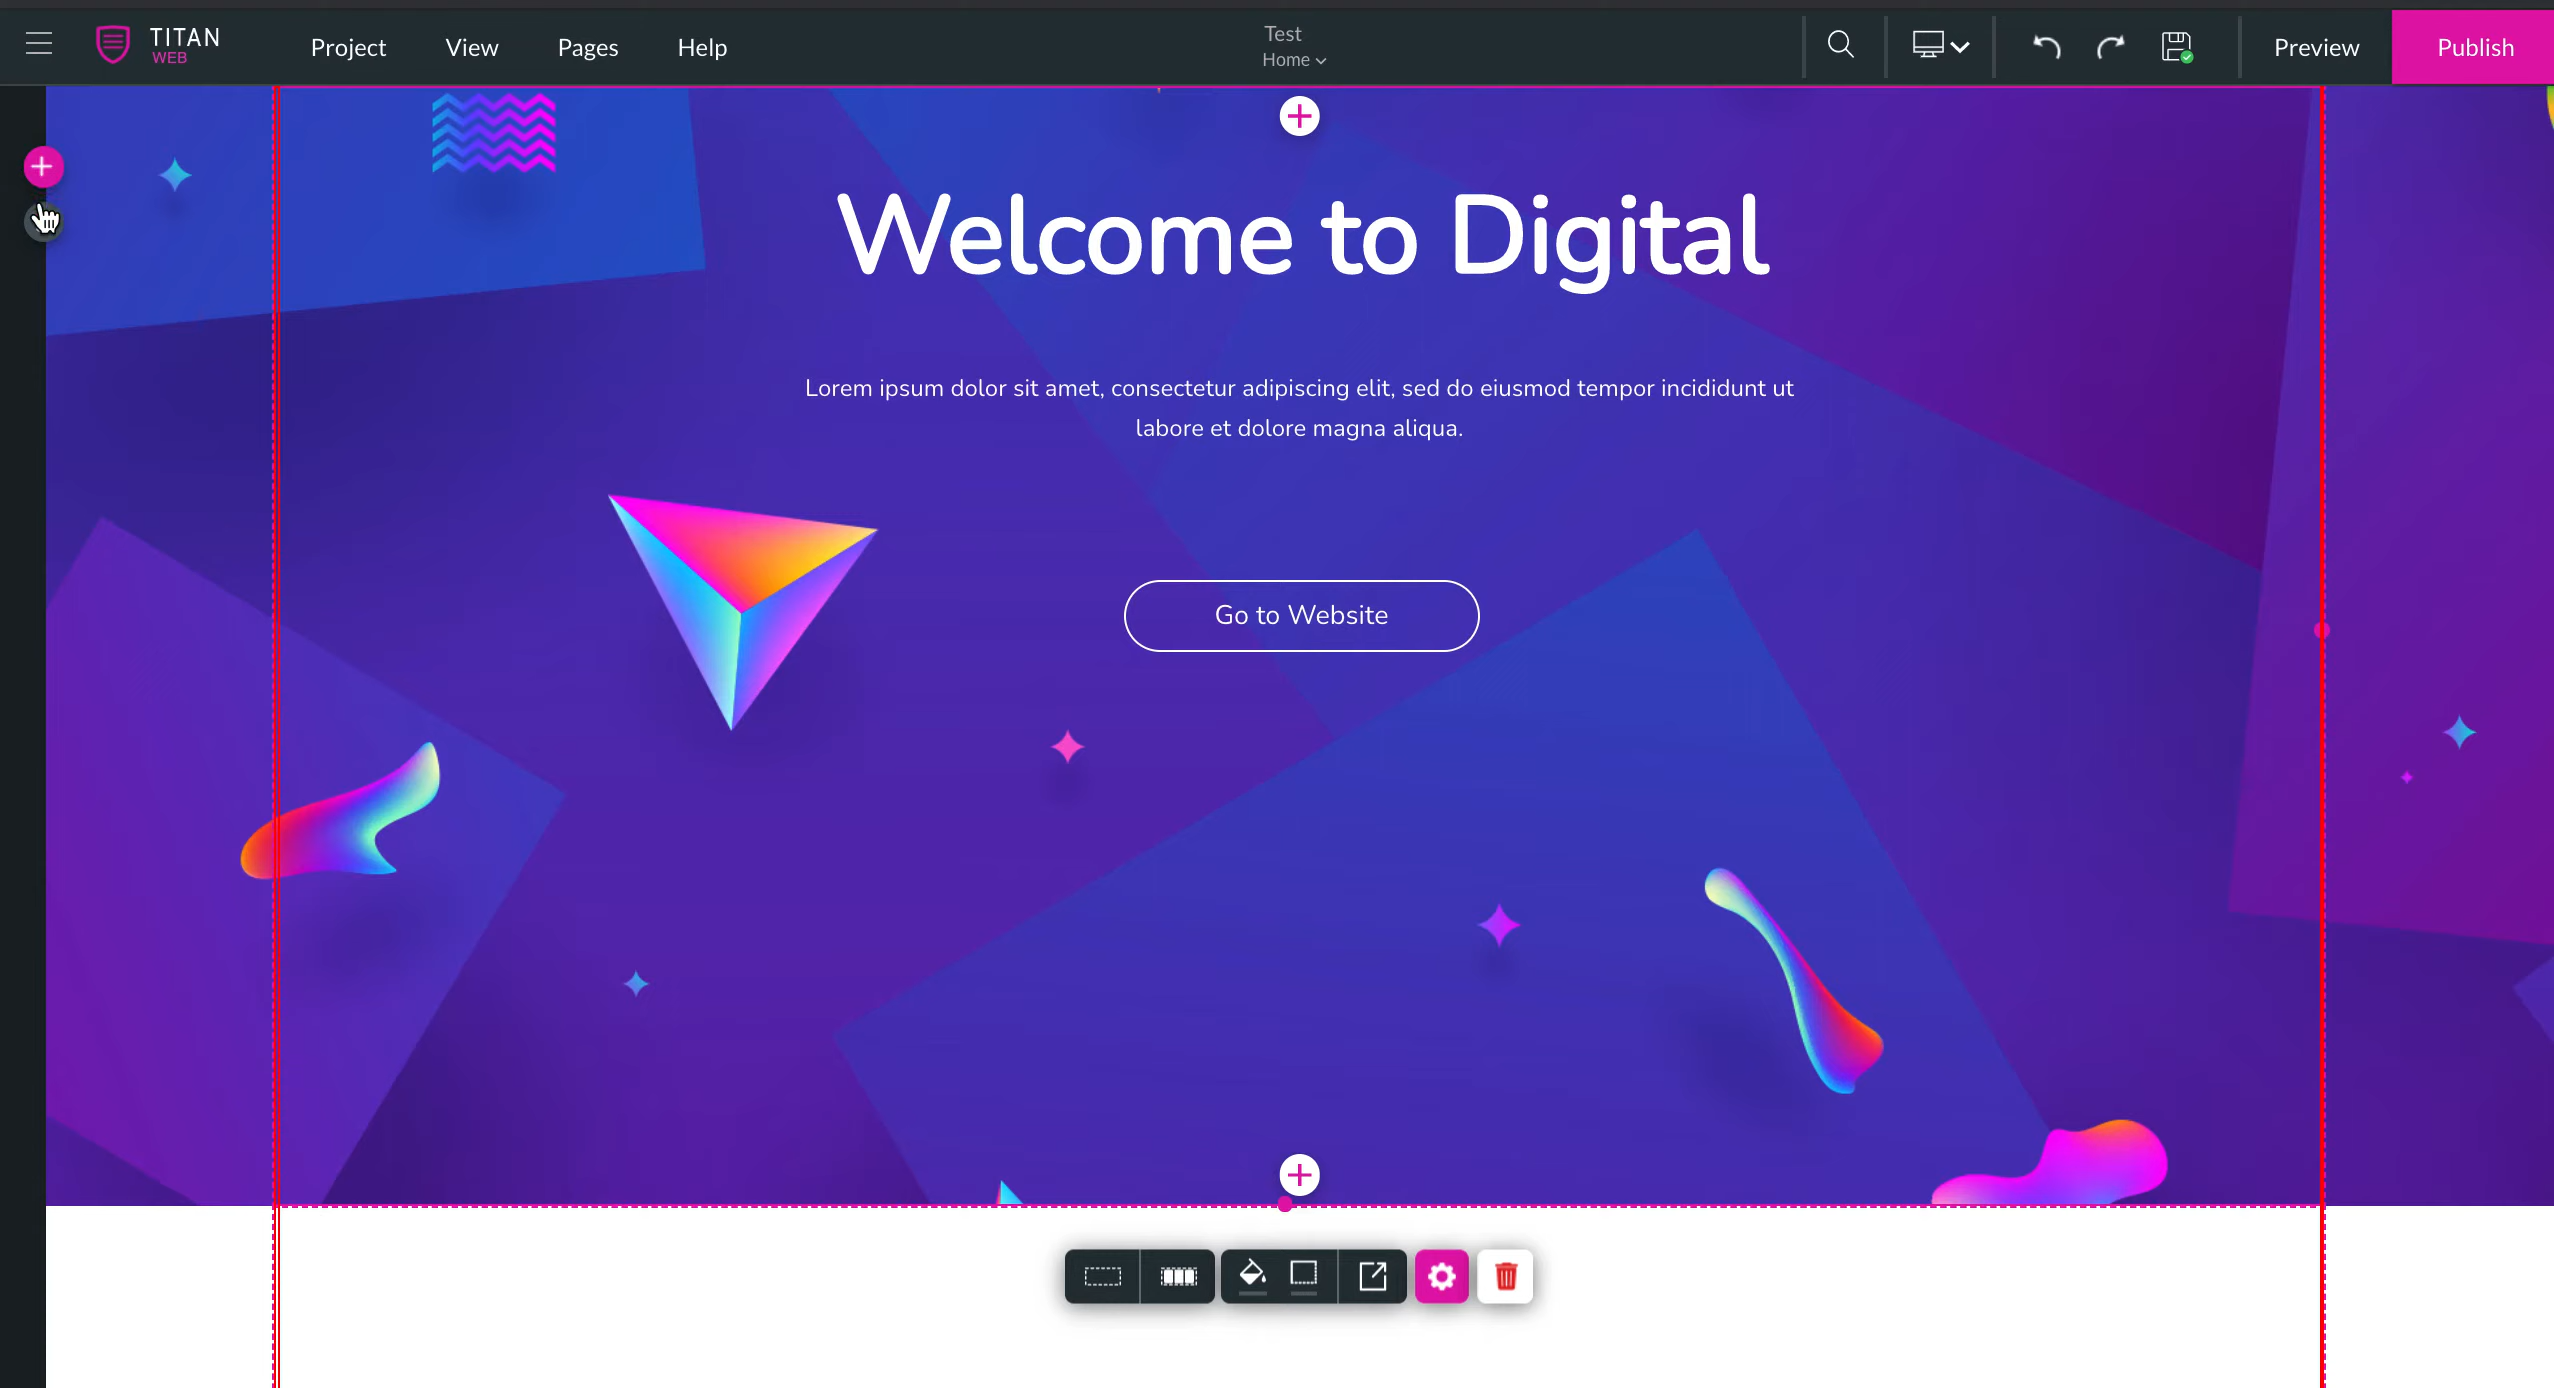 TITAN
WEB
Project
View
Pages
Help
Test
Home
Preview
Publish
Welcome to Digital
Lorem ipsum dolor sit amet, consectetur adipiscing elit, sed do eiusmod tempor incididunt ut
labore et dolore magna aliqua.
Go to Website